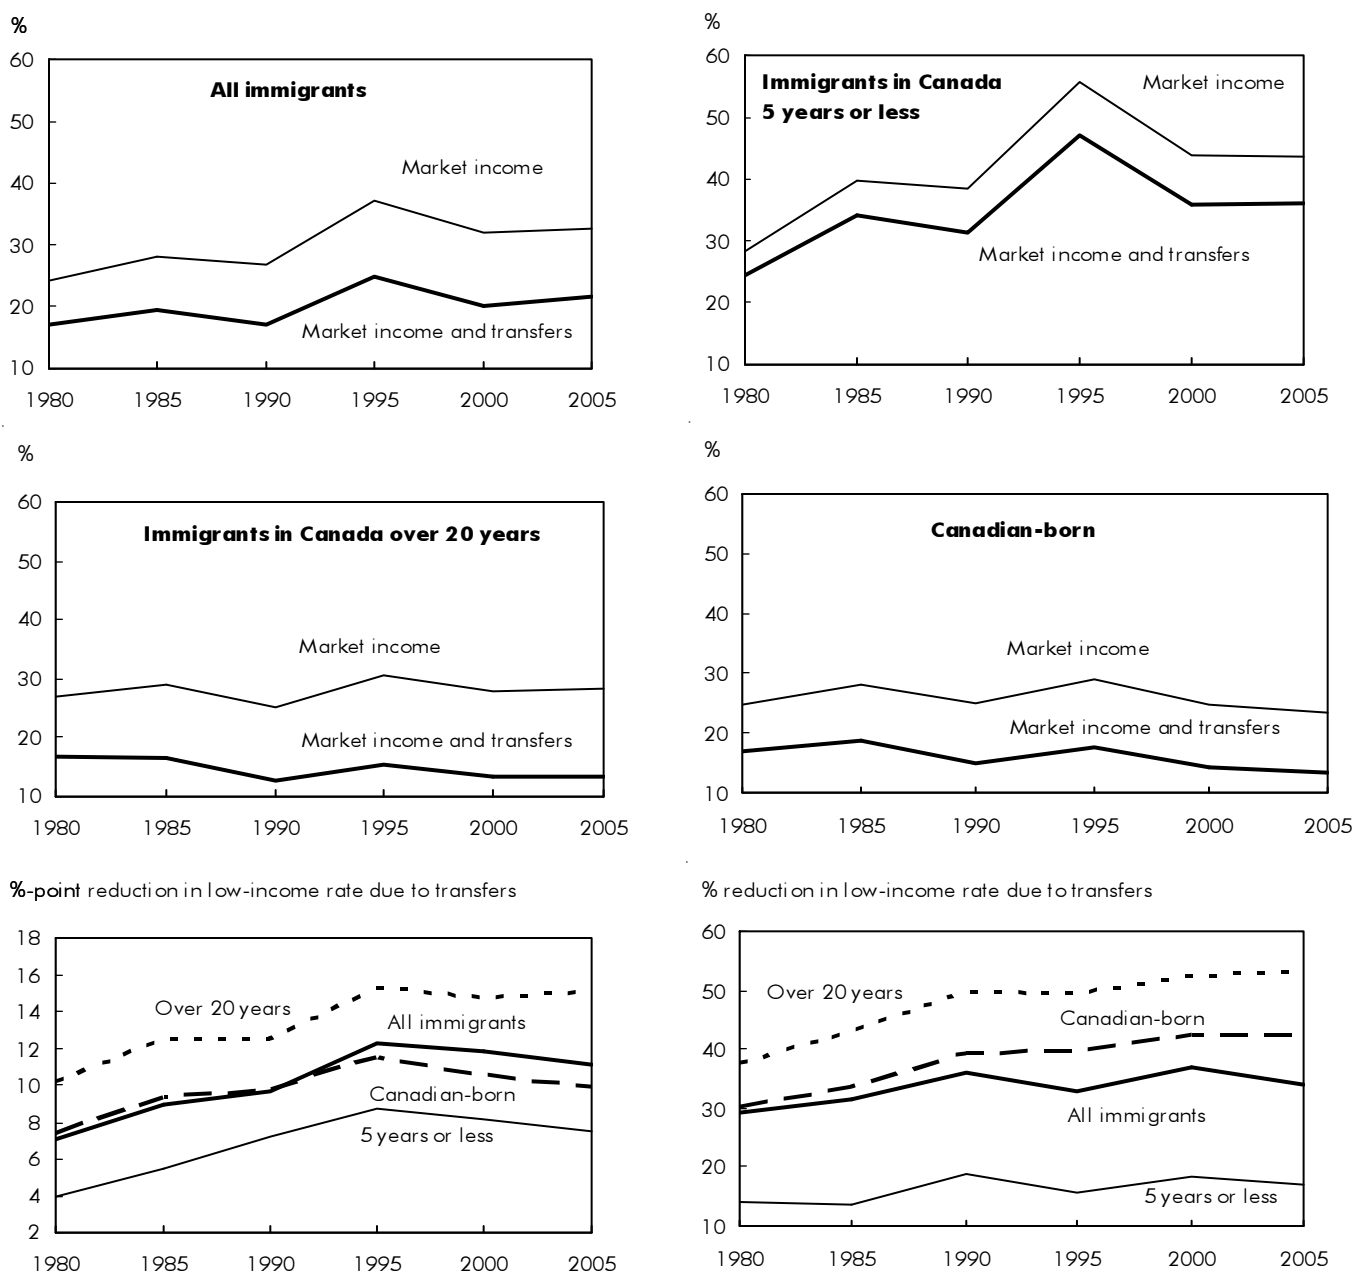 %
60
All immigrants
50
Market income
40
30
20
Market income and transfers
10
1980 1985 1990 1995 2000 2005
%
60
Immigrants in Canada
5 years or less
Market income
50
40
30
Market income and transfers
20
10
1980 1985 1990 1995 2000 2005
%
60
Immigrants in Canada over 20 years
50
40
Market income
30
20
Market income and transfers
10
1980 1985 1990 1995 2000 2005
%
60
Canadian-born
50
40
Market income
30
20
Market income and transfers
10
1980 1985 1990 1995 2000 2005
%-point reduction in low-income rate due to transfers
18
16
Over 20 years
14
All immigrants
12
10
Canadian-born
8
5 years or less
6
4
2
1980 1985 1990 1995 2000 2005
% reduction in low-income rate due to transfers
60
50
Over 20 years
Canadian-born
40
30
All immigrants
20
5 years or less
10
1980 1985 1990 1995 2000 2005